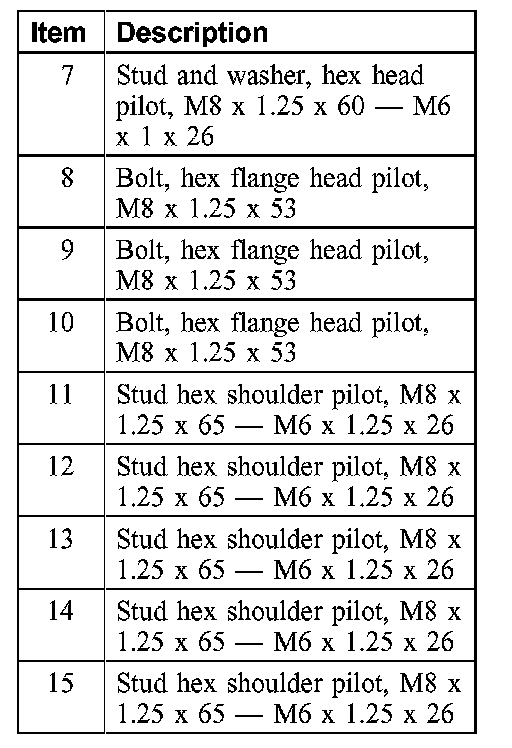 Item Description
7 Stud and washer, hex head
pilot, M8 x 1.25 x 60 — M6
x 1 x 26
8 Bolt, hex flange head pilot,
M8 x 1.25 x 53
9 Bolt, hex flange head pilot,
M8 x 1.25 x 53
10 Bolt, hex flange head pilot,
M8 x 1.25 x 53
11 Stud hex shoulder pilot, M8 x
1.25 x 65 — M6 x 1.25 x 26
12 Stud hex shoulder pilot, M8 x
1.25 x 65 — M6 x 1.25 x 26
13 Stud hex shoulder pilot, M8 x
1.25 x 65 — M6 x 1.25 x 26
14 Stud hex shoulder pilot, M8 x
1.25 x 65 — M6 x 1.25 x 26
15 Stud hex shoulder pilot, M8 x
1.25 x 65 — M6 x 1.25 x 26